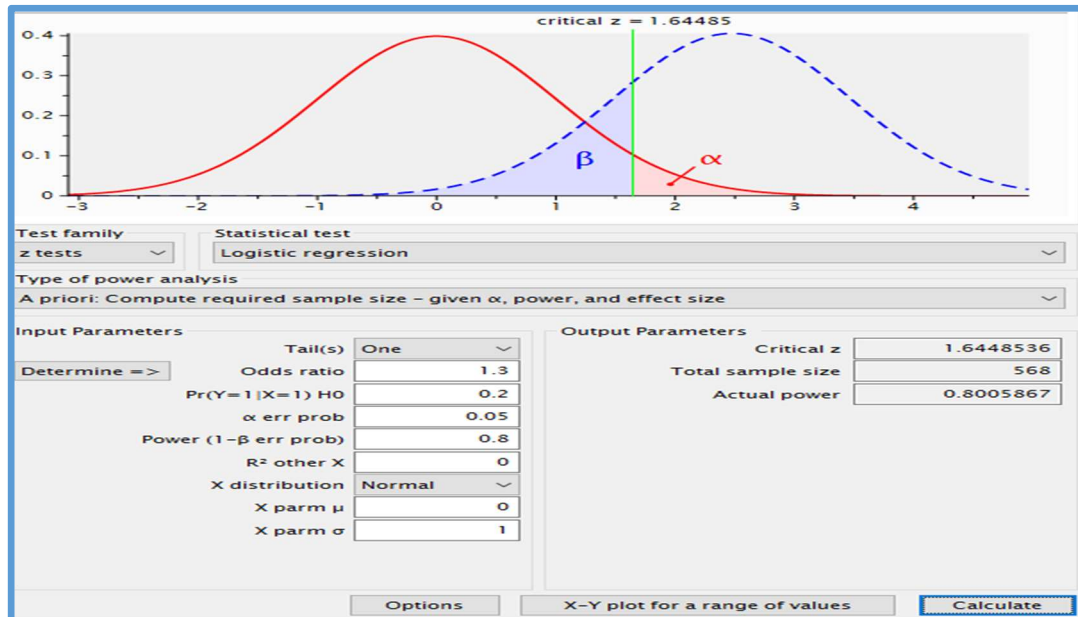 critical z = 1.64485
0.4
0.3
0.2
0.1
0
β
α
-3 -2 -1 0 1 2 3 4
Test family
Statistical test
z tests
Logistic regression
Type of power analysis
A priori: Compute required sample size - given α, power, and effect size
Input Parameters
Output Parameters
Tail(s) One
Critical z 1.6448536
Determine =>
Odds ratio 1.3
Total sample size 568
Pr(Y=1|X=1) H0 0.2
Actual power 0.8005867
α err prob 0.05
Power (1-β err prob) 0.8
R² other X 0
X distribution Normal
X parm μ 0
X parm σ 1
Options
X-Y plot for a range of values
Calculate